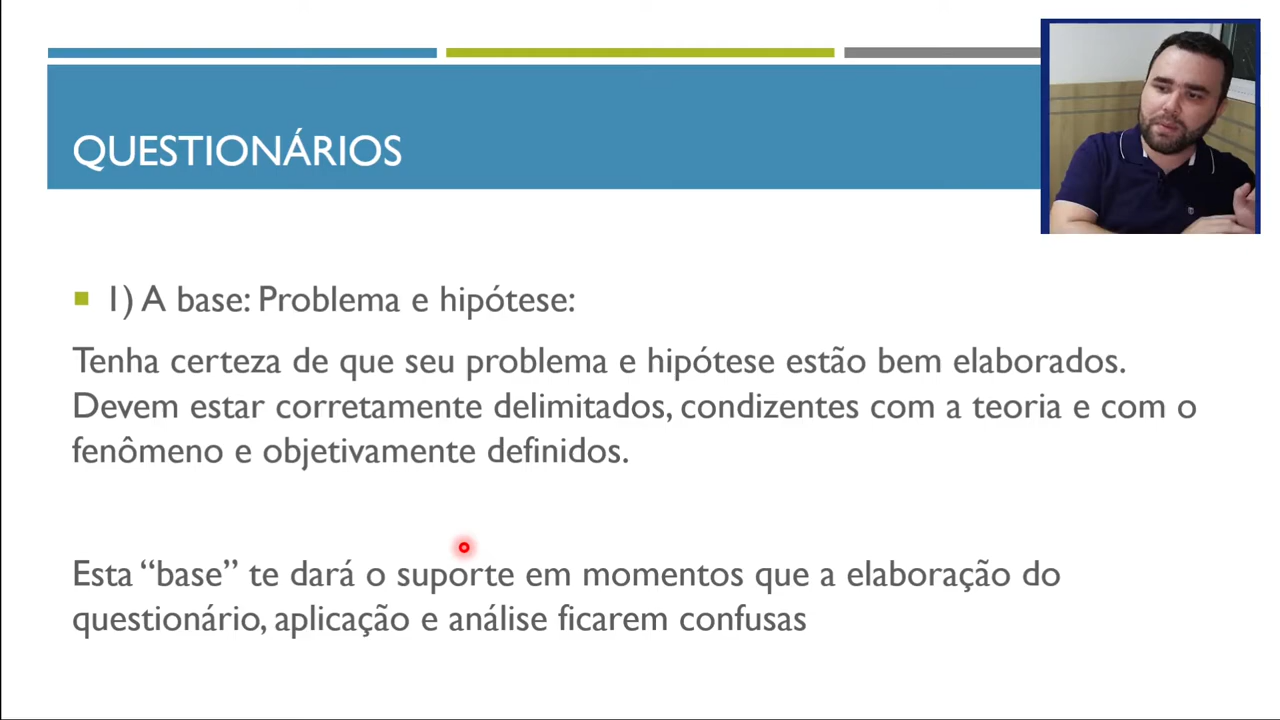 QUESTIONÁRIOS
1) A base: Problema e hipótese:
Tenha certeza de que seu problema e hipótese estão bem elaborados.
Devem estar corretamente delimitados, condizentes com a teoria e com o
fenômeno e objetivamente definidos.
Esta “base” te dará o suporte em momentos que a elaboração do
questionário, aplicação e análise ficarem confusas